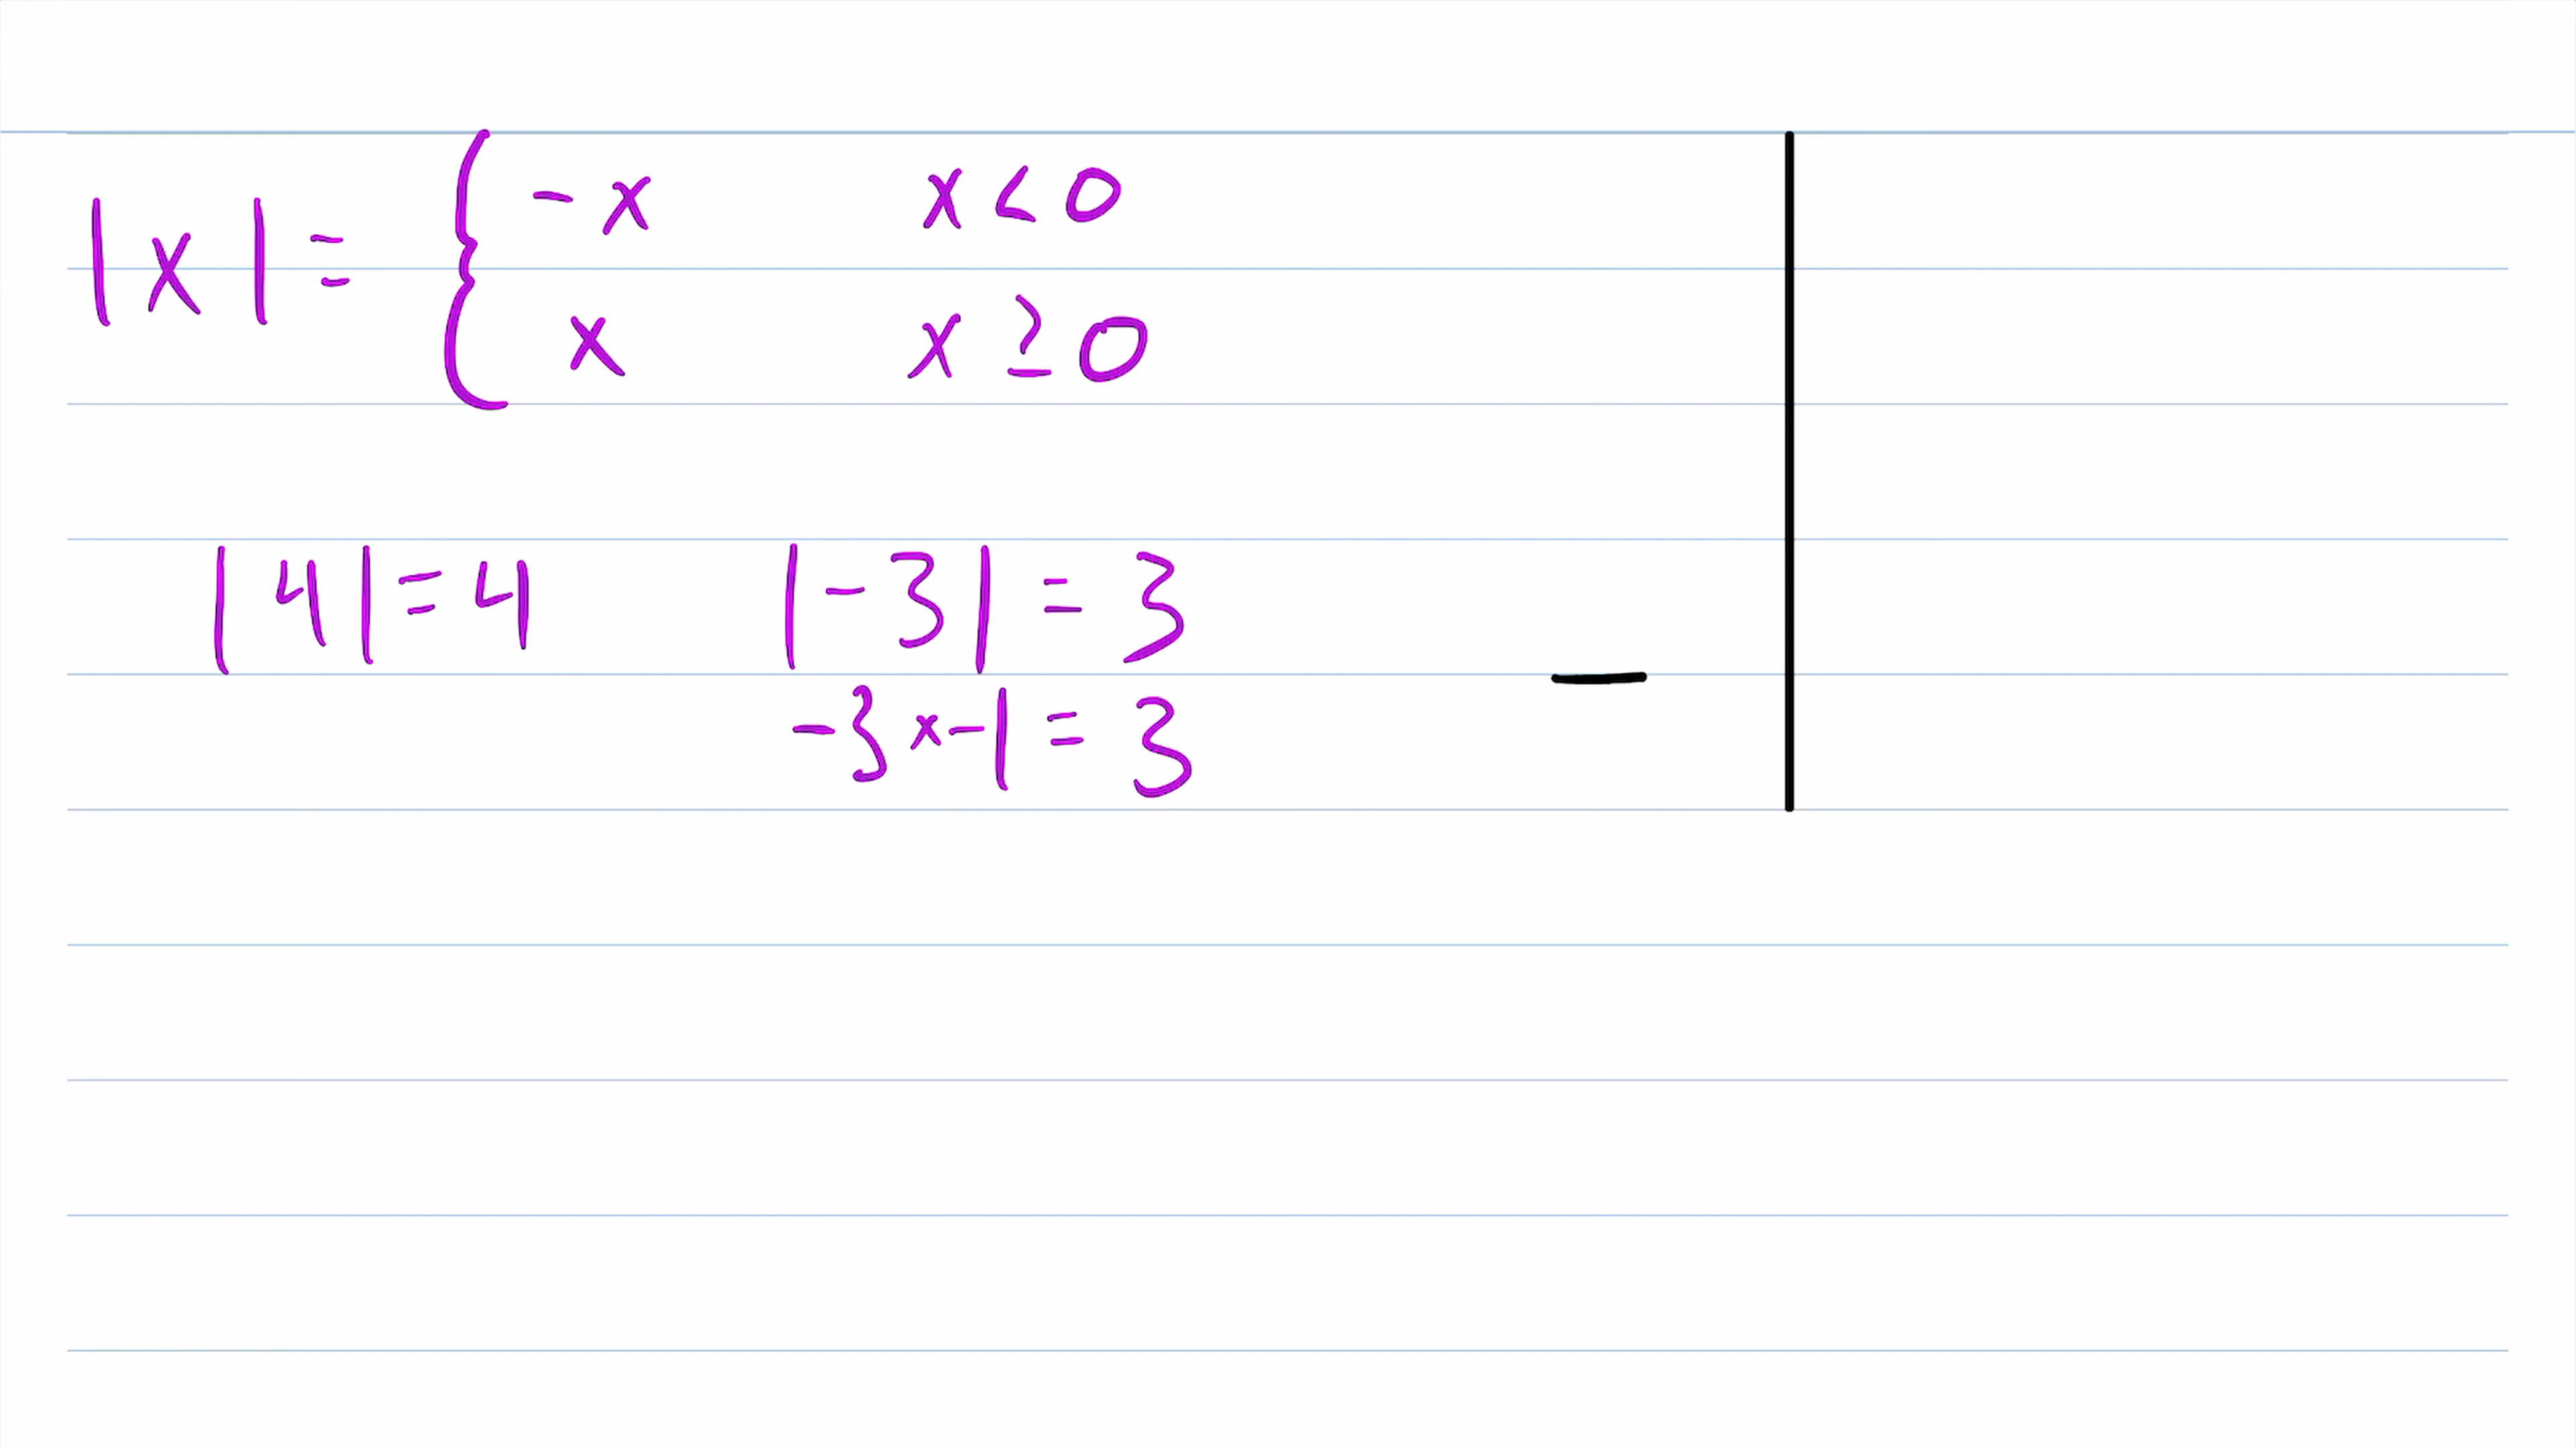 |x| = { -x x < 0
x x ≥ 0
|4| = 4 |-3| = 3
-3 x -1 = 3